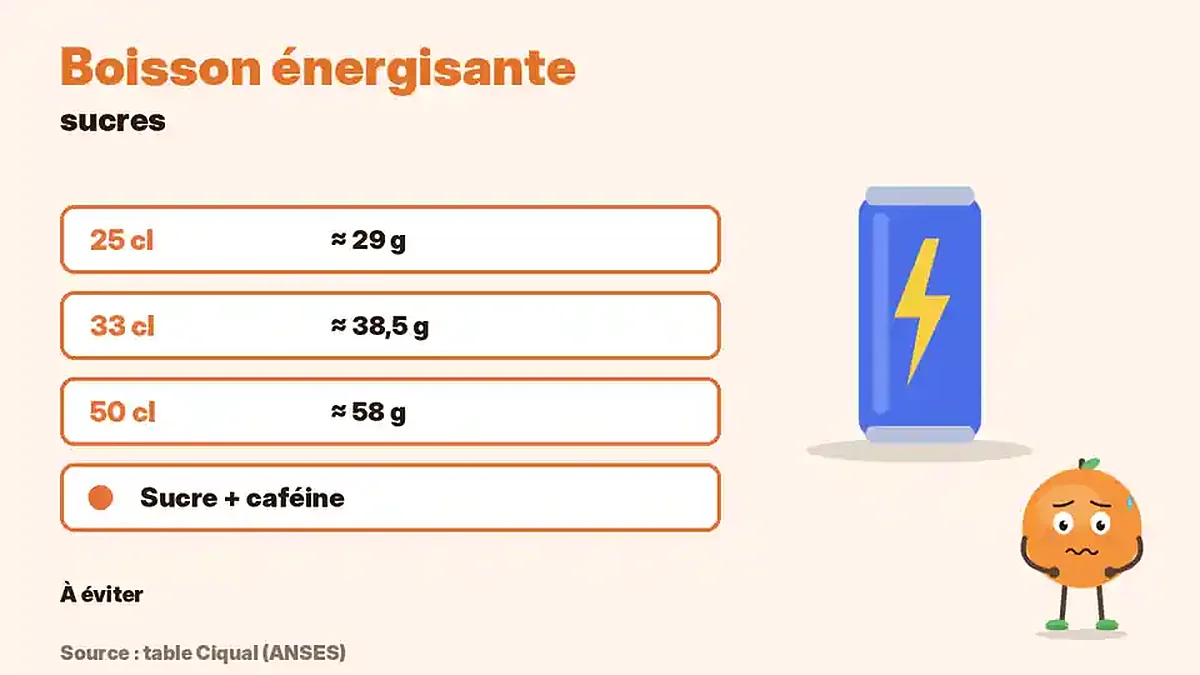 Boisson énergisante
sucres
25 cl ≈ 29 g
33 cl ≈ 38,5 g
50 cl ≈ 58 g
Sucre + caféine
À éviter
Source : table Ciqual (ANSES)